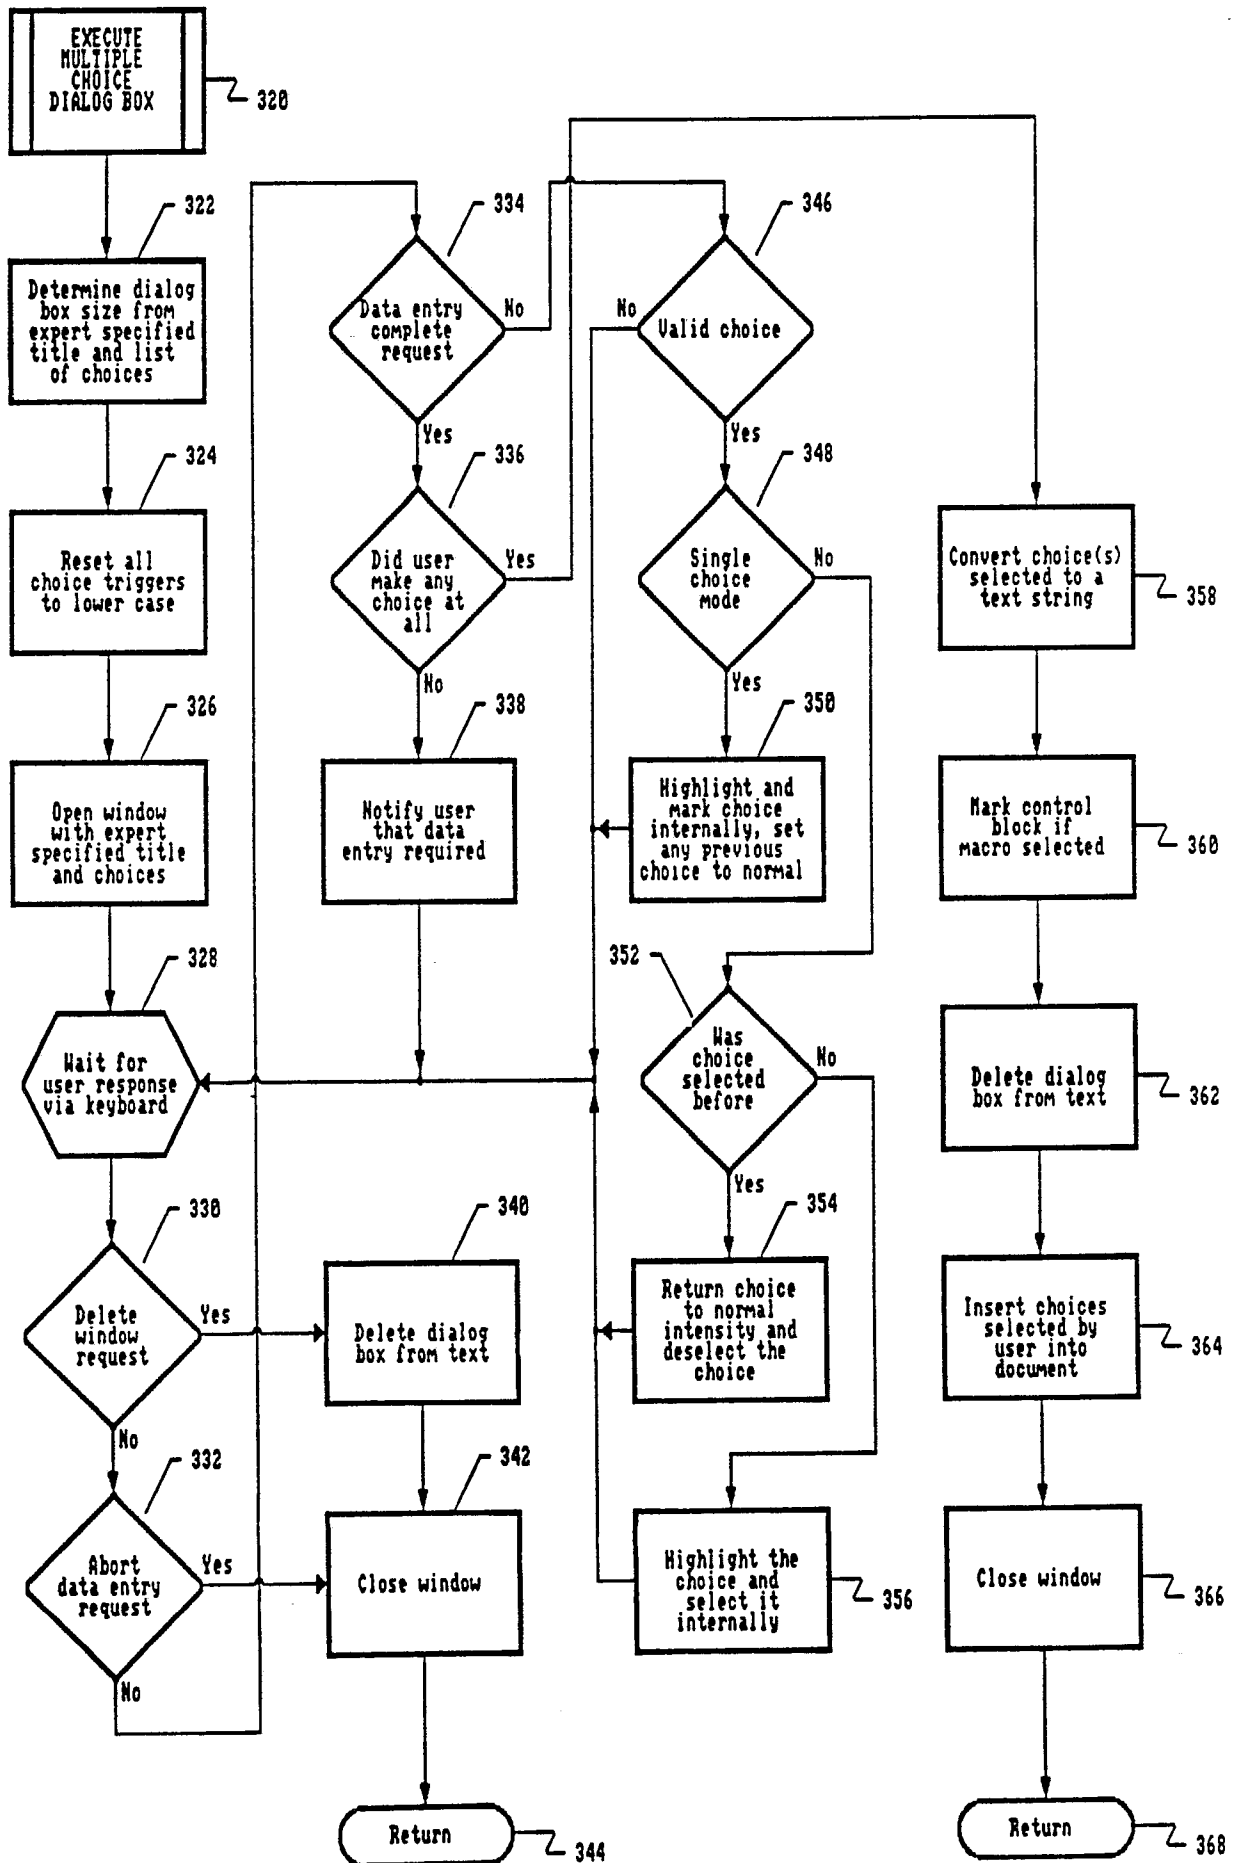 EXECUTE
MULTIPLE
CHOICE
DIALOG BOX
320
322
Determine dialog
box size from
expert specified
title and list
of choices
324
Reset all
choice triggers
to lower case
326
Open window
with expert
specified title
and choices
328
Wait for
user response
via keyboard
330
Delete
window
request
Yes
No
332
Abort
data entry
request
Yes
No
334
Data entry
complete
request
No
Yes
336
Did user
make any
choice at
all
Yes
No
338
Notify user
that data
entry required
340
Delete dialog
box from text
342
Close window
Return
344
346
No
Valid choice
Yes
348
Single
choice
mode
No
Yes
350
Highlight and
mark choice
internally, set
any previous
choice to normal
352
Was
choice
selected
before
No
Yes
354
Return choice
to normal
intensity and
deselect the
choice
Highlight the
choice and
select it
internally
356
Convert choice(s)
selected to a
text string
358
Mark control
block if
macro selected
360
Delete dialog
box from text
362
Insert choices
selected by
user into
document
364
Close window
366
Return
368